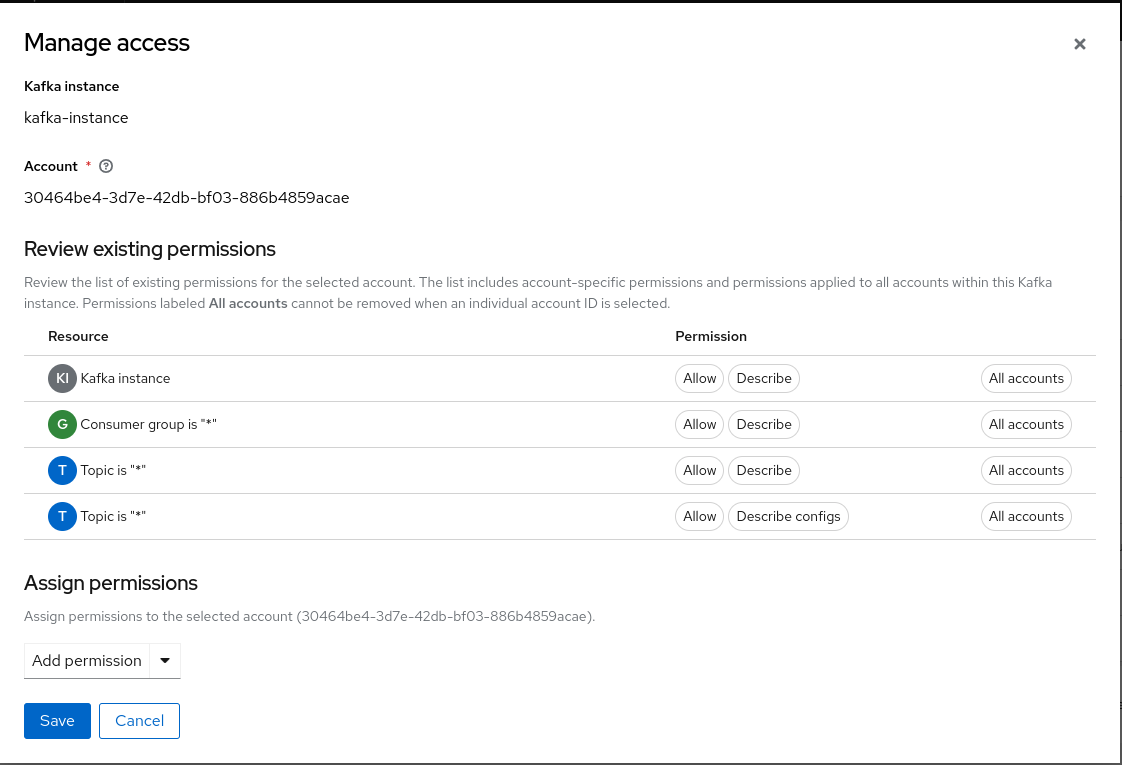 Manage access
Kafka instance
kafka-instance
Account *
30464be4-3d7e-42db-bf03-886b4859acae
Review existing permissions
Review the list of existing permissions for the selected account. The list includes account-specific permissions and permissions applied to all accounts within this Kafka
instance. Permissions labeled All accounts cannot be removed when an individual account ID is selected.
Resource Permission
KI Kafka instance Allow Describe All accounts
G Consumer group is "*" Allow Describe All accounts
T Topic is "*" Allow Describe All accounts
T Topic is "*" Allow Describe configs All accounts
Assign permissions
Assign permissions to the selected account (30464be4-3d7e-42db-bf03-886b4859acae).
Add permission
Save Cancel